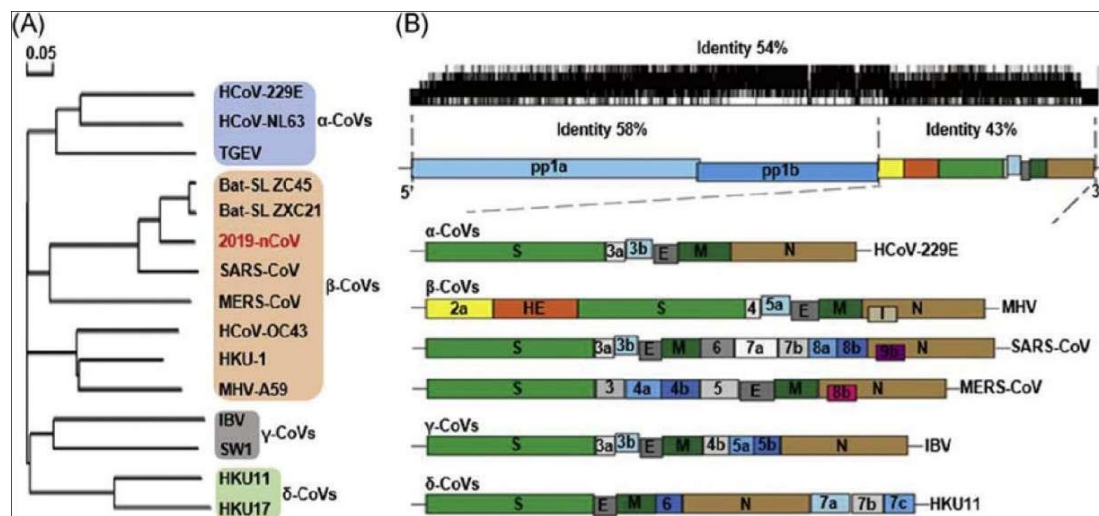 (A)
0.05
HCoV-229E
HCoV-NL63
TGEV
α-CoVs
Bat-SL ZC45
Bat-SL ZXC21
2019-nCoV
SARS-CoV
MERS-CoV
HCoV-OC43
HKU-1
MHV-A59
β-CoVs
IBV
SW1
γ-CoVs
HKU11
HKU17
δ-CoVs
(B)
Identity 54%
Identity 58% Identity 43%
pp1a pp1b
5' 3
α-CoVs
S 3a 3b E M N HCoV-229E
β-CoVs
2a HE S 4 5a E M I N MHV
S 3a 3b E M 6 7a 7b 8a 8b 9b N SARS-CoV
S 3 4a 4b 5 E M 8b N MERS-CoV
γ-CoVs
S 3a 3b E M 4b 5a 5b N IBV
δ-CoVs
S E M 6 N 7a 7b 7c HKU11